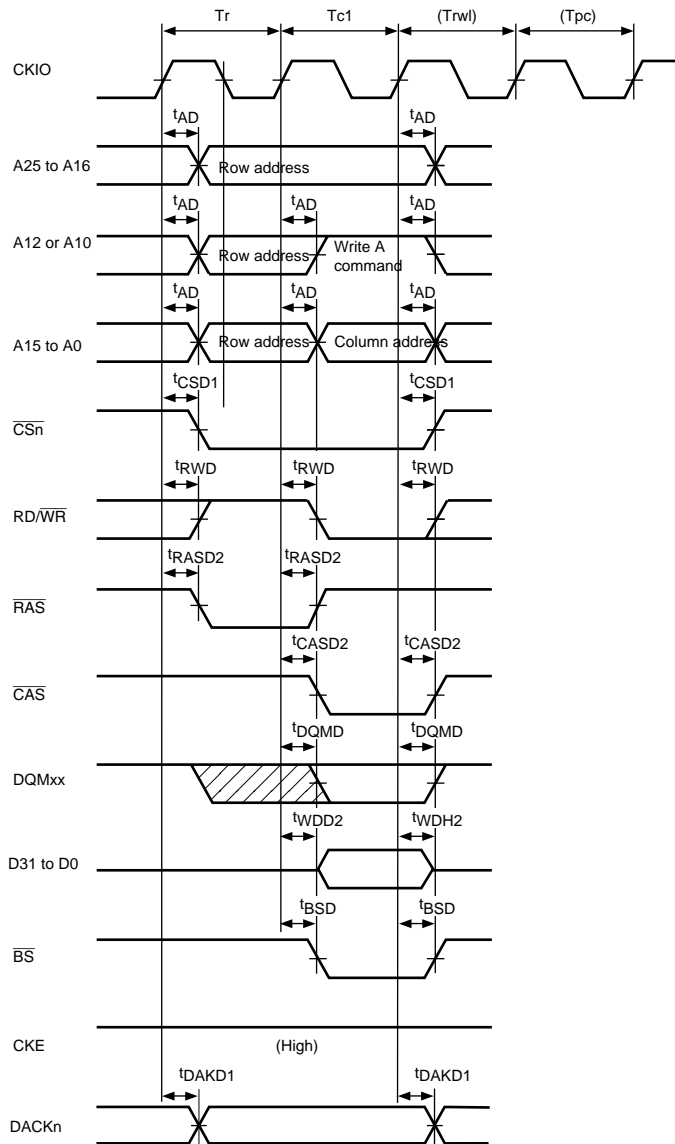 Tr Tc1 (Trwl) (Tpc)
CKIO
tAD tAD
A25 to A16 Row address
tAD tAD tAD
A12 or A10 Row address Write A command
tAD tAD tAD
A15 to A0 Row address Column address
tCSD1 tCSD1
CSn
tRWD tRWD tRWD
RD/WR
tRASD2 tRASD2
RAS
tCASD2 tCASD2
CAS
tDQMD tDQMD
DQMxx
tWDD2 tWDH2
D31 to D0
tBSD tBSD
BS
CKE (High)
tDAKD1 tDAKD1
DACKn